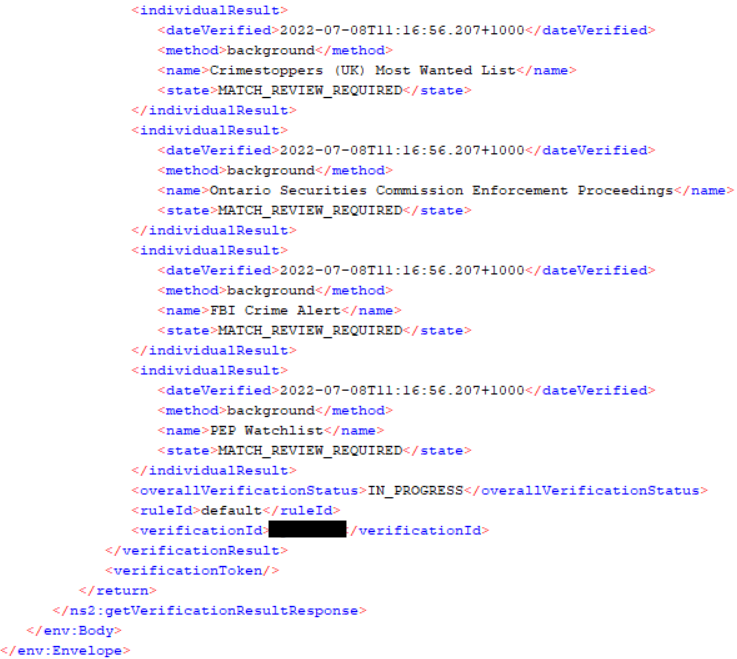 <individualResult>
<dateVerified>2022-07-08T11:16:56.207+1000</dateVerified>
<method>background</method>
<name>Crimestoppers (UK) Most Wanted List</name>
<state>MATCH_REVIEW_REQUIRED</state>
</individualResult>
<individualResult>
<dateVerified>2022-07-08T11:16:56.207+1000</dateVerified>
<method>background</method>
<name>Ontario Securities Commission Enforcement Proceedings</name>
<state>MATCH_REVIEW_REQUIRED</state>
</individualResult>
<individualResult>
<dateVerified>2022-07-08T11:16:56.207+1000</dateVerified>
<method>background</method>
<name>FBI Crime Alert</name>
<state>MATCH_REVIEW_REQUIRED</state>
</individualResult>
<individualResult>
<dateVerified>2022-07-08T11:16:56.207+1000</dateVerified>
<method>background</method>
<name>PEP Watchlist</name>
<state>MATCH_REVIEW_REQUIRED</state>
</individualResult>
<overallVerificationStatus>IN_PROGRESS</overallVerificationStatus>
<ruleId>default</ruleId>
<verificationId>/verificationId>
</verificationResult>
<verificationToken/>
</return>
</ns2:getVerificationResultResponse>
</env:Body>
</env:Envelope>